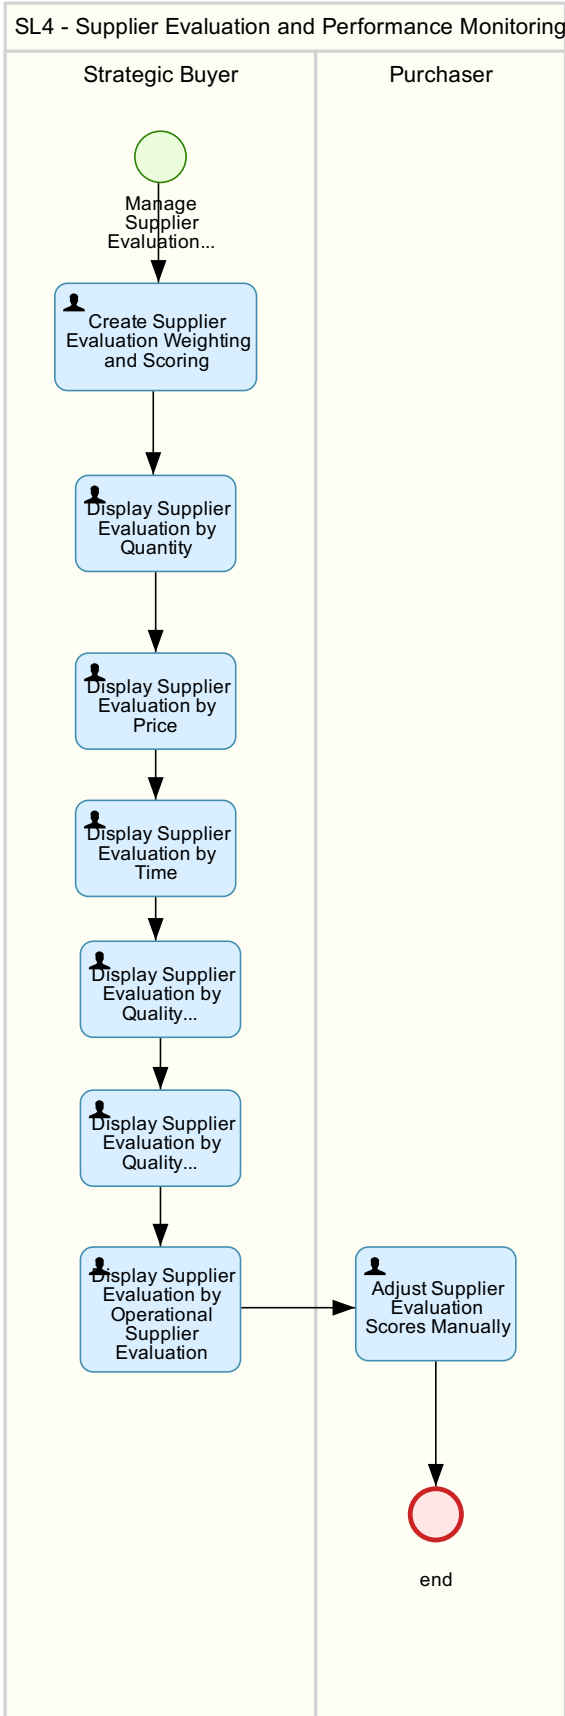 SL4 - Supplier Evaluation and Performance Monitoring
Strategic Buyer
Purchaser
Manage
Supplier
Evaluation...
Create Supplier
Evaluation Weighting
and Scoring
Display Supplier
Evaluation by
Quantity
Display Supplier
Evaluation by
Price
Display Supplier
Evaluation by
Time
Display Supplier
Evaluation by
Quality...
Display Supplier
Evaluation by
Quality...
Display Supplier
Evaluation by
Operational
Supplier
Evaluation
Adjust Supplier
Evaluation
Scores Manually
end